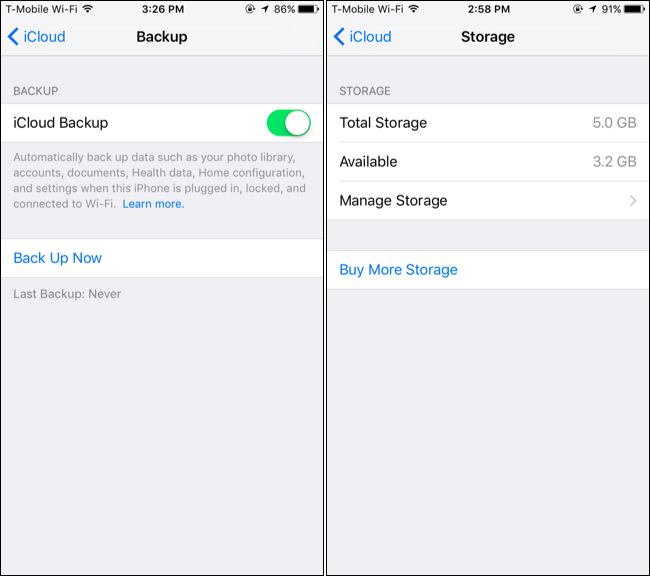 T-Mobile Wi-Fi 3:26 PM 86%
iCloud Backup
BACKUP
iCloud Backup
Automatically back up data such as your photo library,
accounts, documents, Health data, Home configuration,
and settings when this iPhone is plugged in, locked, and
connected to Wi-Fi. Learn more.
Back Up Now
Last Backup: Never
T-Mobile Wi-Fi 2:58 PM 91%
iCloud Storage
STORAGE
Total Storage 5.0 GB
Available 3.2 GB
Manage Storage
Buy More Storage